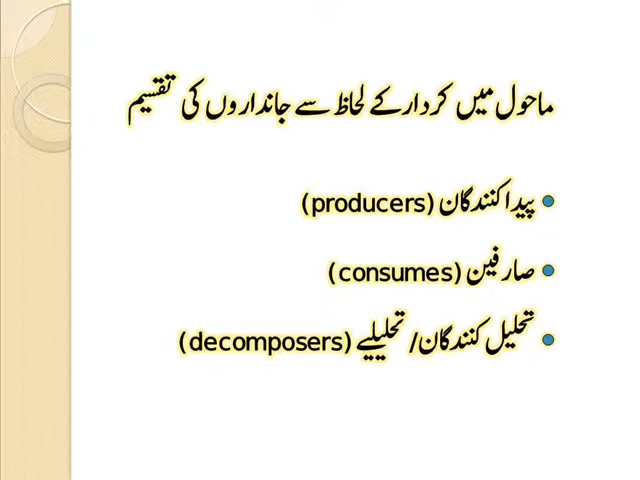 ماحول میں کردار کے لحاظ سے جانداروں کی تقسیم
پیدا کنندگان (producers)
صارفین (consumes)
تحلیل کنندگان/ تحلیلیے (decomposers)